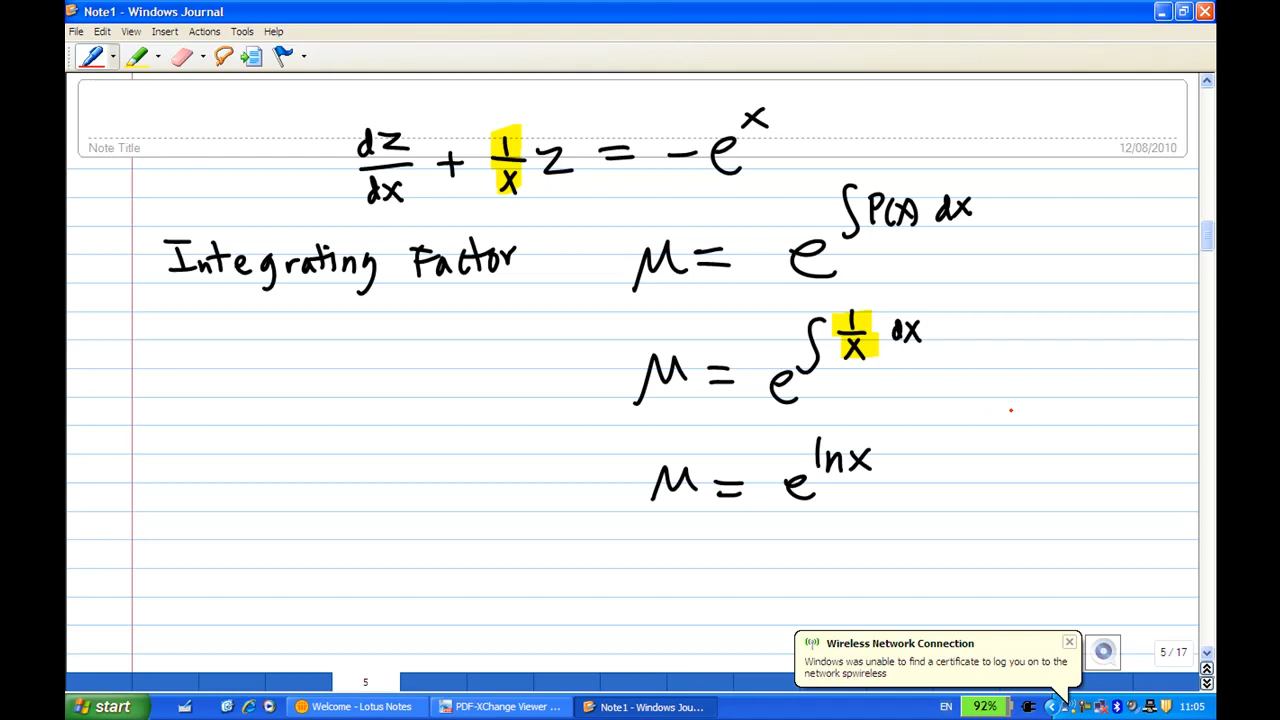 Note1 - Windows Journal
File Edit View Insert Actions Tools Help
dz/dx + 1/x z = - e^x
Note Title 12/08/2010
Integrating Factor μ = e^∫P(x) dx
μ = e^∫ 1/x dx
μ = e^lnx
Wireless Network Connection
Windows was unable to find a certificate to log you on to the
network spwireless
5 / 17
5
start Welcome - Lotus Notes PDF-XChange Viewer ... Note1 - Windows Jou... EN 92% 11:05